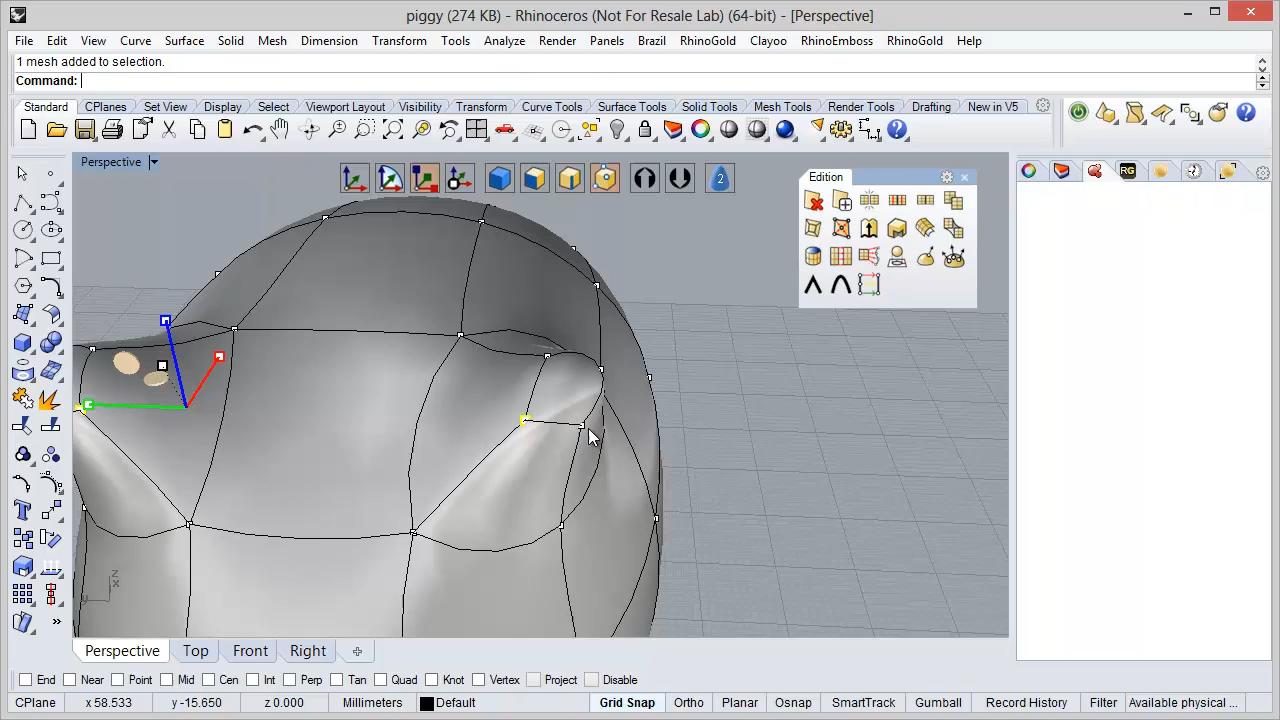 piggy (274 KB) - Rhinoceros (Not For Resale Lab) (64-bit) - [Perspective]
File Edit View Curve Surface Solid Mesh Dimension Transform Tools Analyze Render Panels Brazil RhinoGold Clayoo RhinoEmboss RhinoGold Help
1 mesh added to selection.
Command:
Standard CPlanes Set View Display Select Viewport Layout Visibility Transform Curve Tools Surface Tools Solid Tools Mesh Tools Render Tools Drafting New in V5
Perspective
2
Edition
RG
z
x
y
Perspective Top Front Right
End Near Point Mid Cen Int Perp Tan Quad Knot Vertex Project Disable
CPlane x 58.533 y -15.650 z 0.000 Millimeters Default Grid Snap Ortho Planar Osnap SmartTrack Gumball Record History Filter Available physical ...